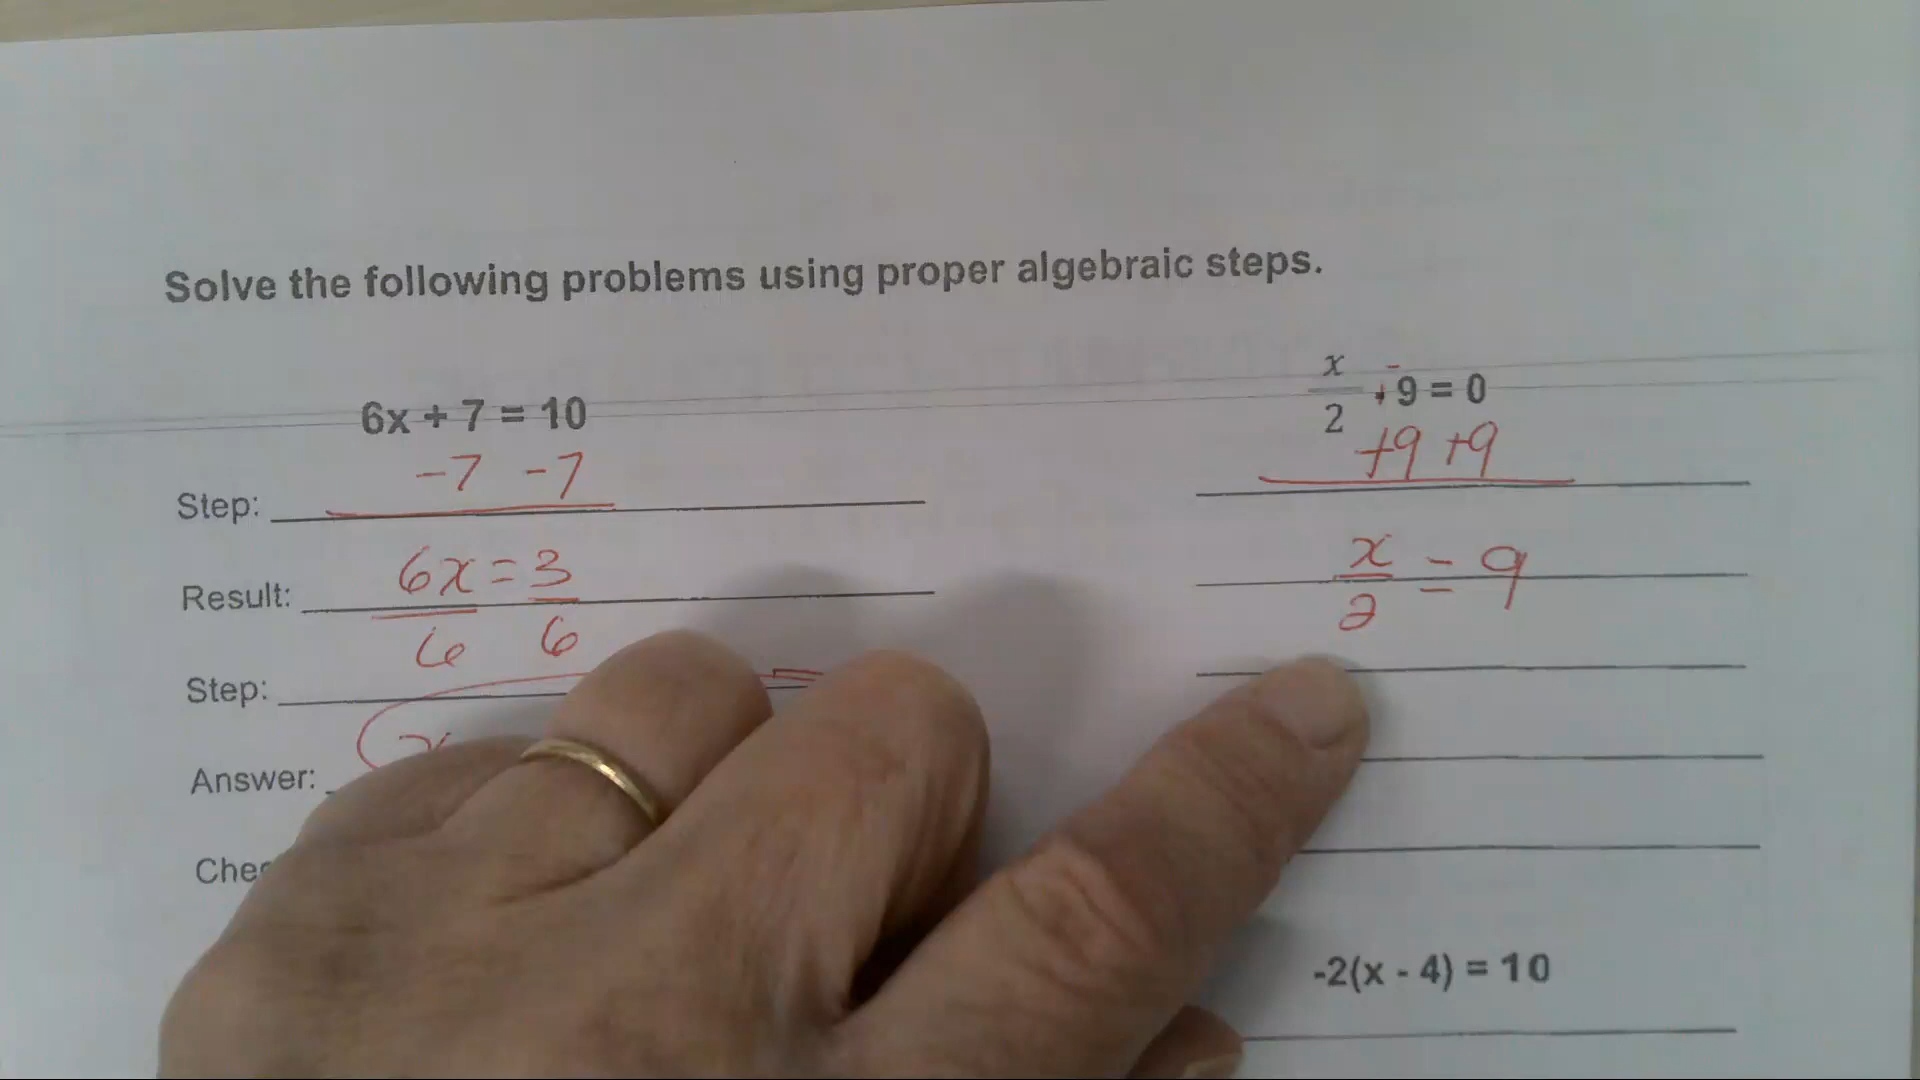 Solve the following problems using proper algebraic steps.
6x + 7 = 10
-7 -7
Step:
Result: 6x = 3
6 6
Step:
Answer: x
Chec
x
2
9 = 0
+9 +9
x
2
= 9
-2(x - 4) = 10